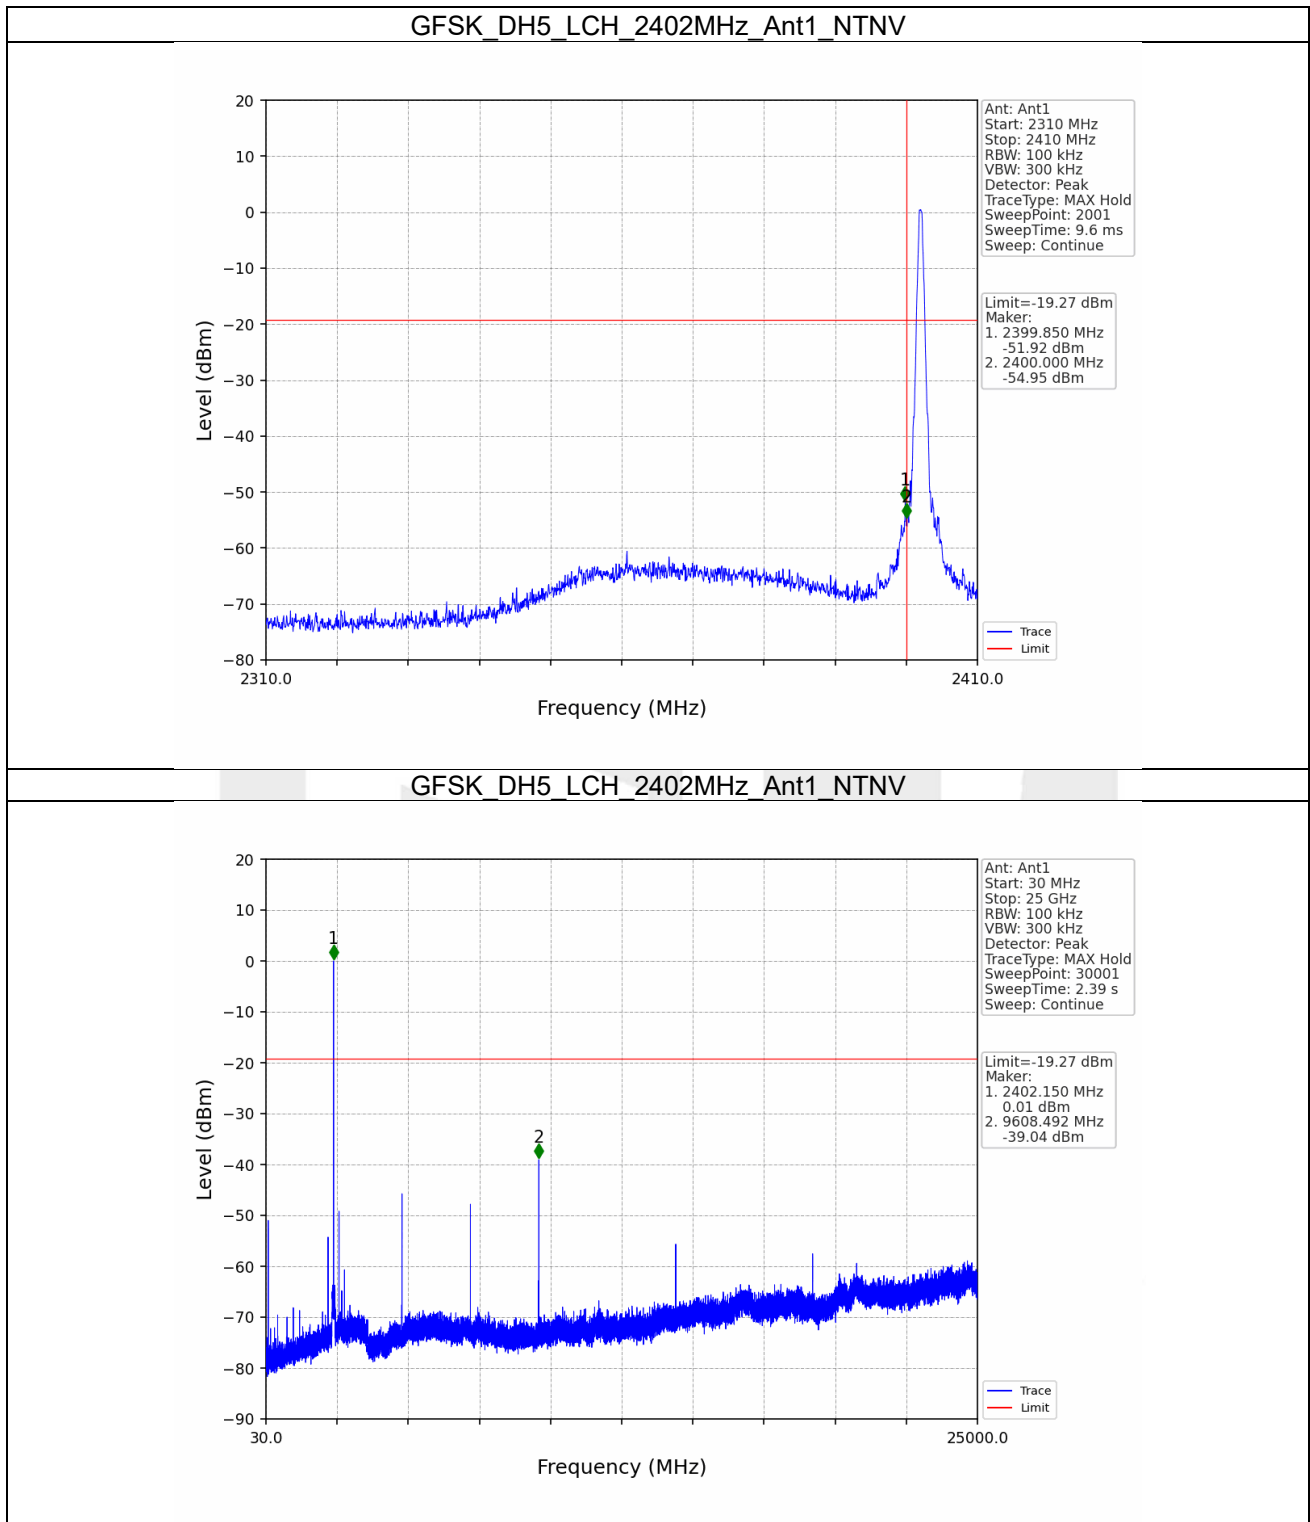 GFSK_DH5_LCH_2402MHz_Ant1_NTNV
20
10
0
−10
−20
−30
−40
−50
−60
−70
−80
Level (dBm)
2310.0
2410.0
Frequency (MHz)
1
2
Ant: Ant1
Start: 2310 MHz
Stop: 2410 MHz
RBW: 100 kHz
VBW: 300 kHz
Detector: Peak
TraceType: MAX Hold
SweepPoint: 2001
SweepTime: 9.6 ms
Sweep: Continue
Limit=-19.27 dBm
Maker:
1. 2399.850 MHz
-51.92 dBm
2. 2400.000 MHz
-54.95 dBm
Trace
Limit
GFSK_DH5_LCH_2402MHz_Ant1_NTNV
20
10
0
−10
−20
−30
−40
−50
−60
−70
−80
−90
Level (dBm)
30.0
25000.0
Frequency (MHz)
1
2
Ant: Ant1
Start: 30 MHz
Stop: 25 GHz
RBW: 100 kHz
VBW: 300 kHz
Detector: Peak
TraceType: MAX Hold
SweepPoint: 30001
SweepTime: 2.39 s
Sweep: Continue
Limit=-19.27 dBm
Maker:
1. 2402.150 MHz
0.01 dBm
2. 9608.492 MHz
-39.04 dBm
Trace
Limit